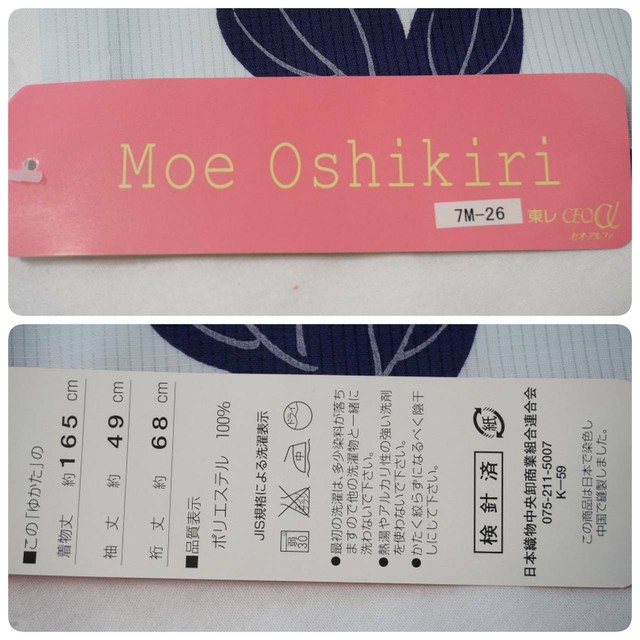 Moe Oshikiri
7M-26
東レ CEOα
セオ・アルファ
■この「ゆかた」の
着物丈 約165cm
袖丈 約49cm
裄丈 約68cm
■品質表示
ポリエステル 100%
JIS規格による洗濯表示
弱
30
エンソ
サラシ
中
ドライ
●最初の洗濯は、多少染料が落ち
ますので他の洗濯物と一緒に
洗わないで下さい。
●熱湯やアルカリ性の強い洗剤
を使わないで下さい。
●かたく絞らずになるべく陰干
しにして下さい。
紙
検針済
日本織物中央卸商業組合連合会
075-211-5007
K-59
この商品は日本で染色し
中国で縫製しました。